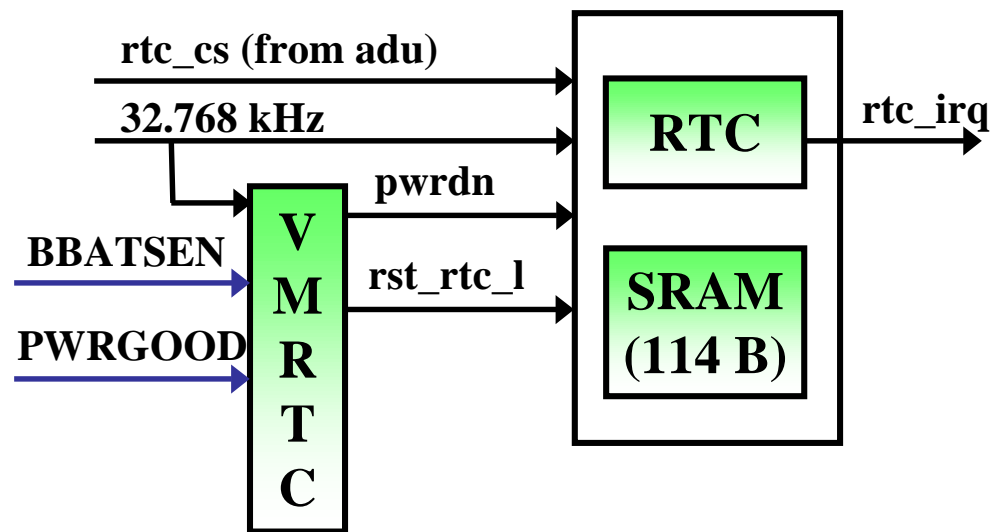 rtc_cs (from adu)
32.768 kHz
RTC
rtc_irq
pwrdn
V
M
R
T
C
BBATSEN
rst_rtc_l
SRAM
(114 B)
PWRGOOD